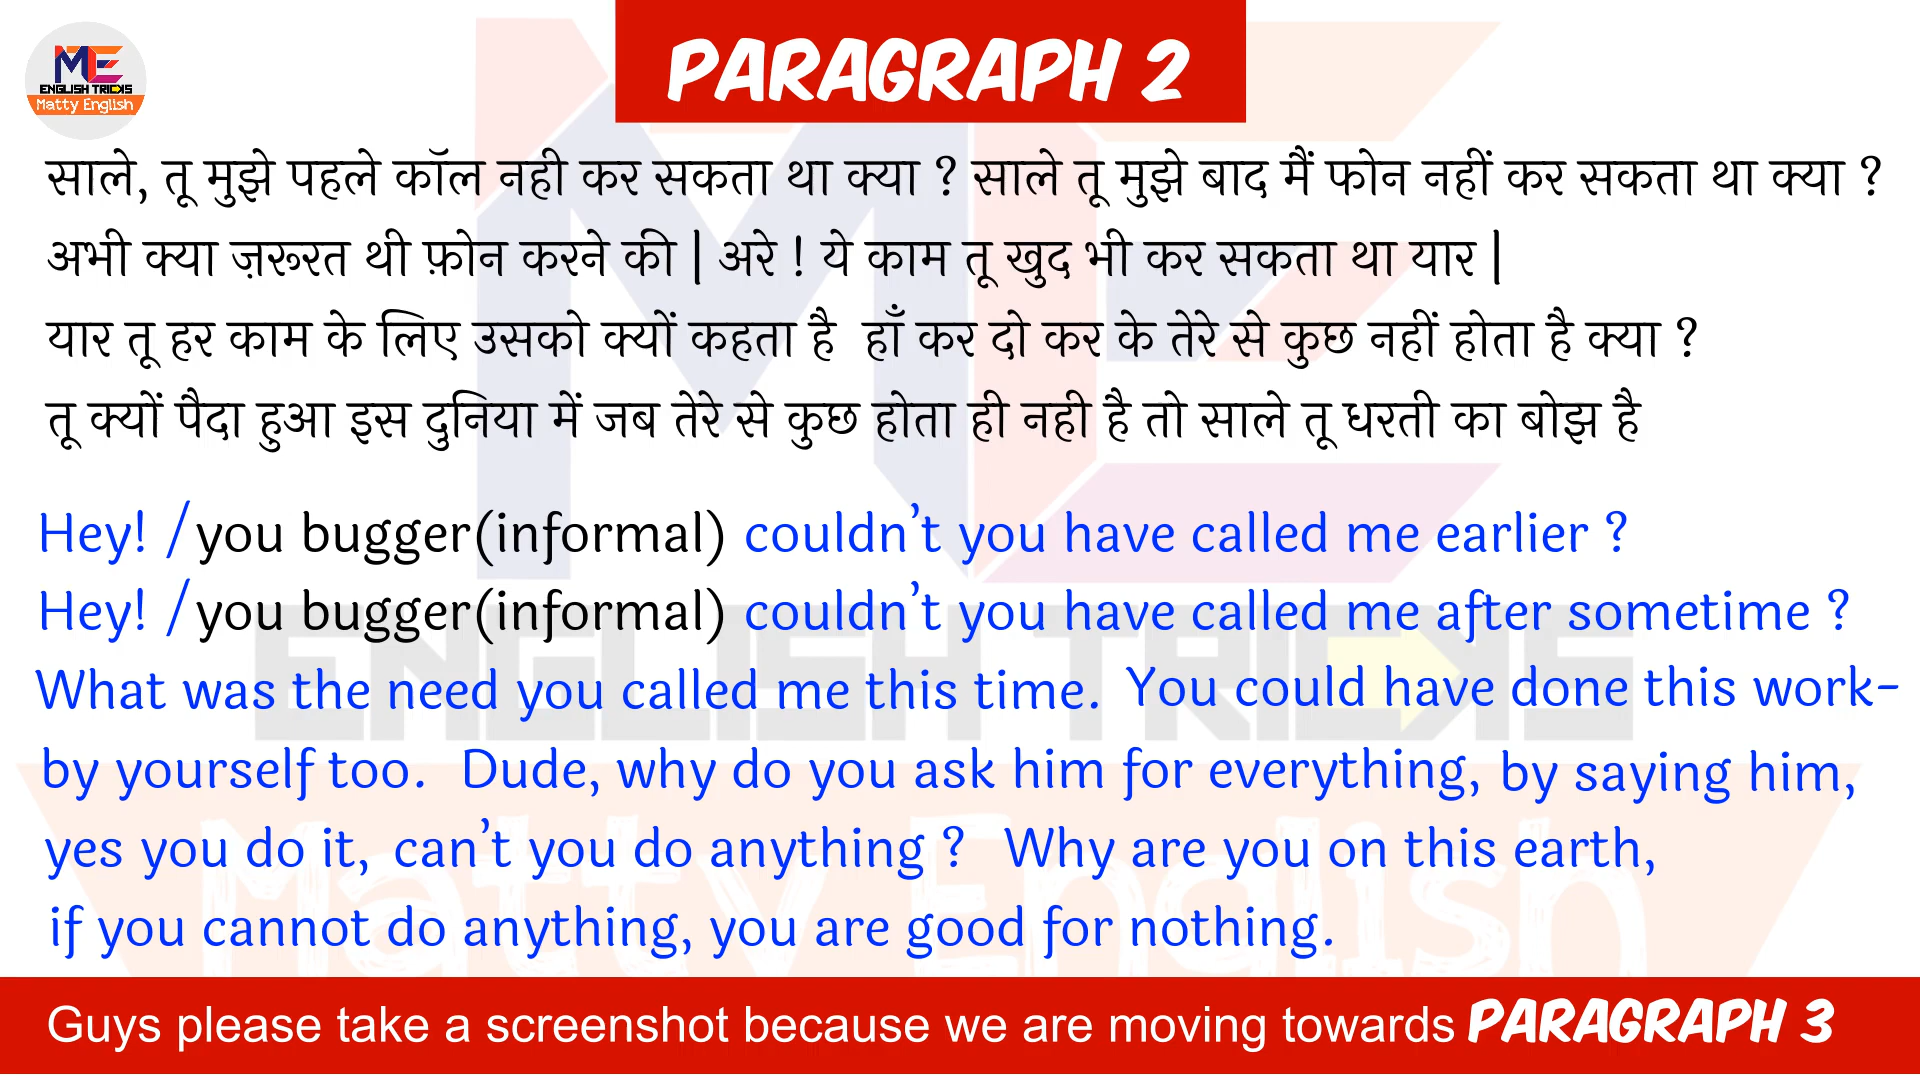 ME
ENGLISH TRICKS
Matty English
PARAGRAPH 2
साले, तू मुझे पहले कॉल नही कर सकता था क्या ? साले तू मुझे बाद मैं फोन नहीं कर सकता था क्या ?
अभी क्या ज़रूरत थी फ़ोन करने की | अरे ! ये काम तू खुद भी कर सकता था यार |
यार तू हर काम के लिए उसको क्यों कहता है हाँ कर दो कर के तेरे से कुछ नहीं होता है क्या ?
तू क्यों पैदा हुआ इस दुनिया में जब तेरे से कुछ होता ही नही है तो साले तू धरती का बोझ है
Hey! /you bugger(informal) couldn't you have called me earlier ?
Hey! /you bugger(informal) couldn't you have called me after sometime ?
What was the need you called me this time. You could have done this work-
by yourself too. Dude, why do you ask him for everything, by saying him,
yes you do it, can't you do anything ? Why are you on this earth,
if you cannot do anything, you are good for nothing.
ME
ENGLISH TRICKS
Matty English
Guys please take a screenshot because we are moving towards PARAGRAPH 3